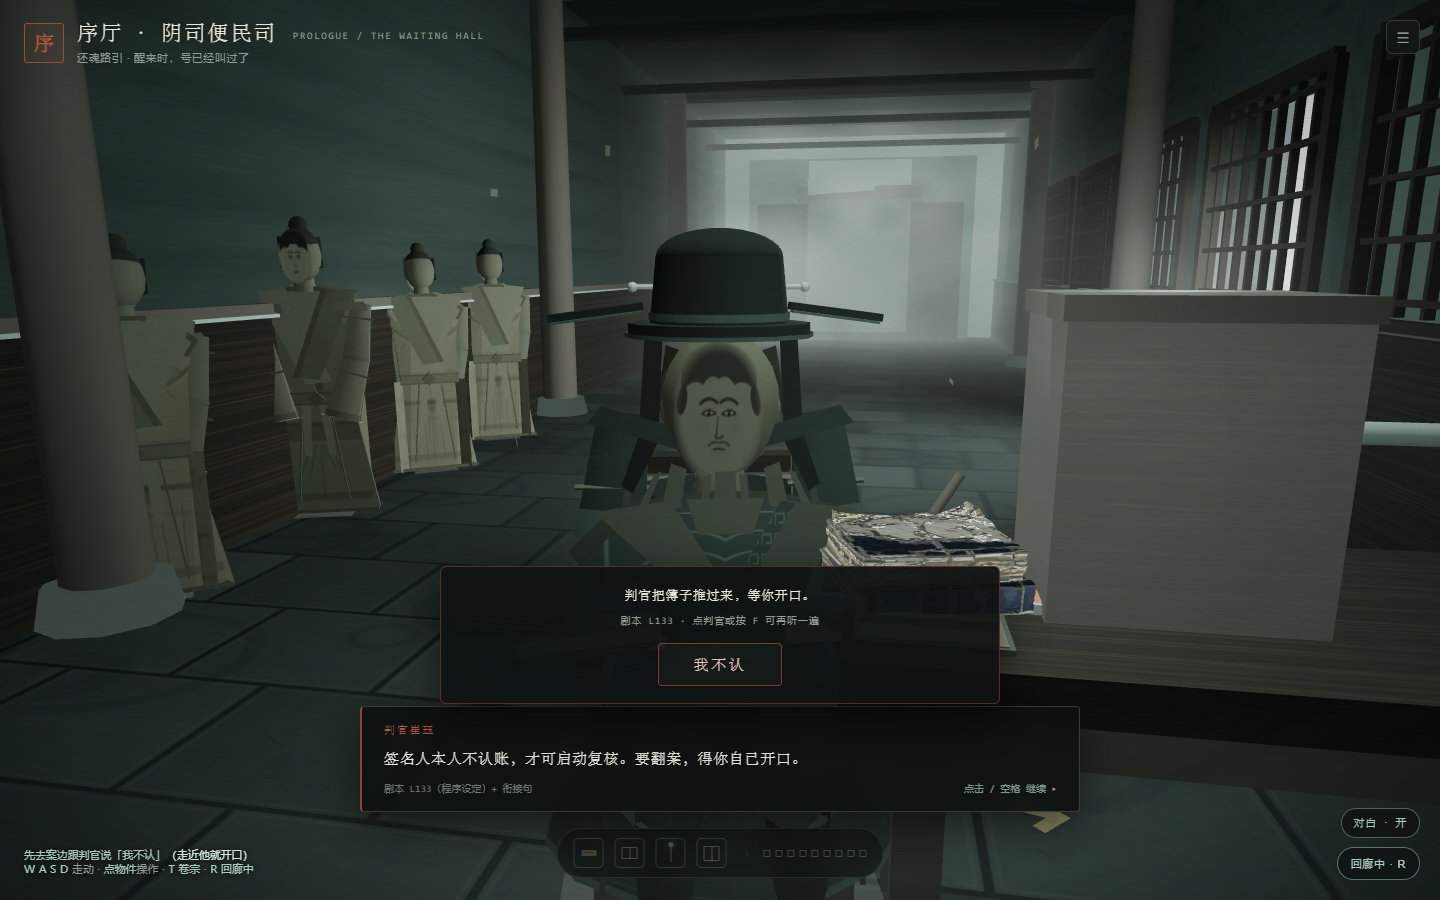 序
序厅 · 阴司便民司 PROLOGUE / THE WAITING HALL
还魂路引 · 醒来时，号已经叫过了
判官把簿子推过来，等你开口。
剧本 L133 · 点判官或按 F 可再听一遍
我不认
判官崔珏
签名人本人不认账，才可启动复核。要翻案，得你自己开口。
剧本 L133（程序设定）+ 衔接句
点击 / 空格 继续 ▸
对白 · 开
先去案边跟判官说「我不认」 (走近他就开口)
W A S D 走动 · 点物件操作 · T 卷宗 · R 回廊中
回廊中 · R